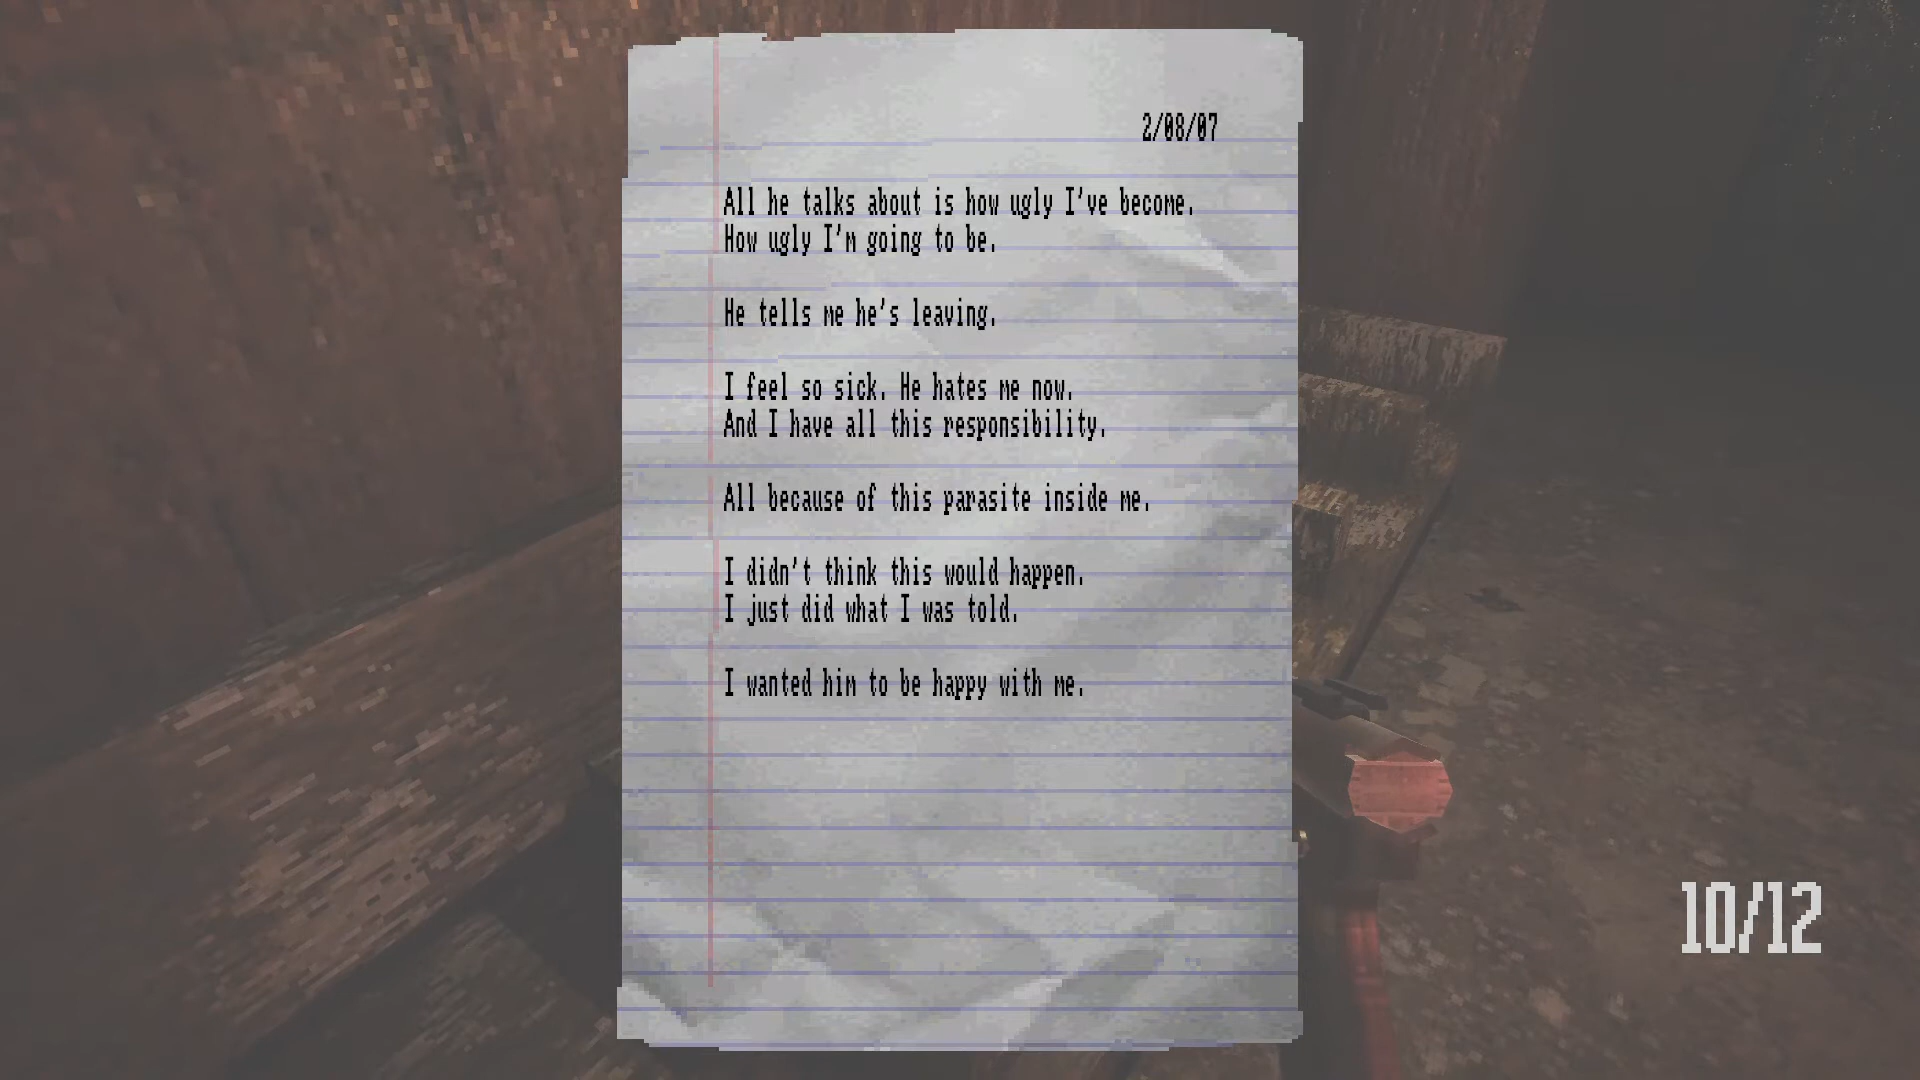 2/08/07
All he talks about is how ugly I've become.
How ugly I'm going to be.
He tells me he's leaving.
I feel so sick. He hates me now.
And I have all this responsibility.
All because of this parasite inside me.
I didn't think this would happen.
I just did what I was told.
I wanted him to be happy with me.
10/12